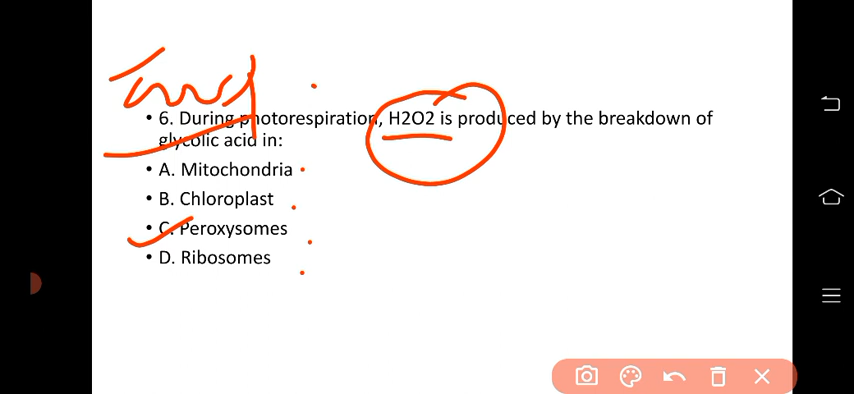 • 6. During photorespiration, H2O2 is produced by the breakdown of
glycolic acid in:
• A. Mitochondria
• B. Chloroplast
• C. Peroxysomes
• D. Ribosomes